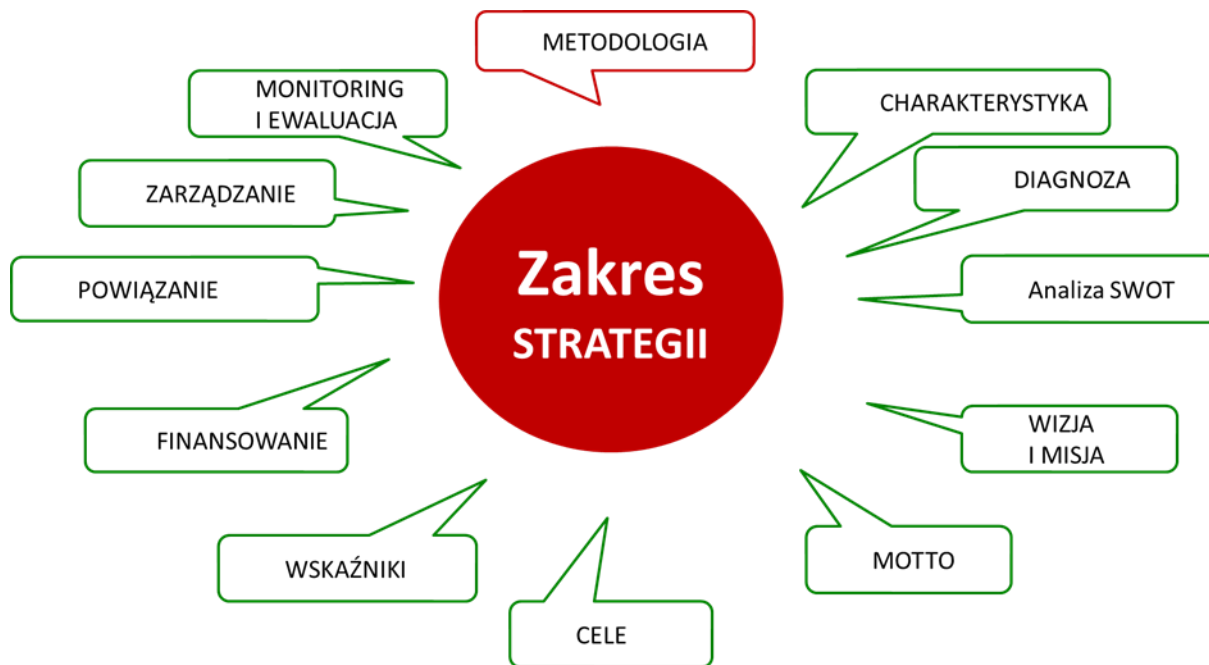 METODOLOGIA
CHARAKTERYSTYKA
DIAGNOZA
Analiza SWOT
WIZJA
I MISJA
MOTTO
CELE
WSKAŹNIKI
FINANSOWANIE
POWIĄZANIE
ZARZĄDZANIE
MONITORING
I EWALUACJA
Zakres
STRATEGII